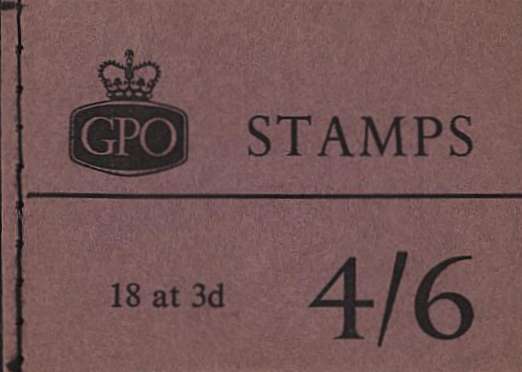 GPO STAMPS
18 at 3d 4/6